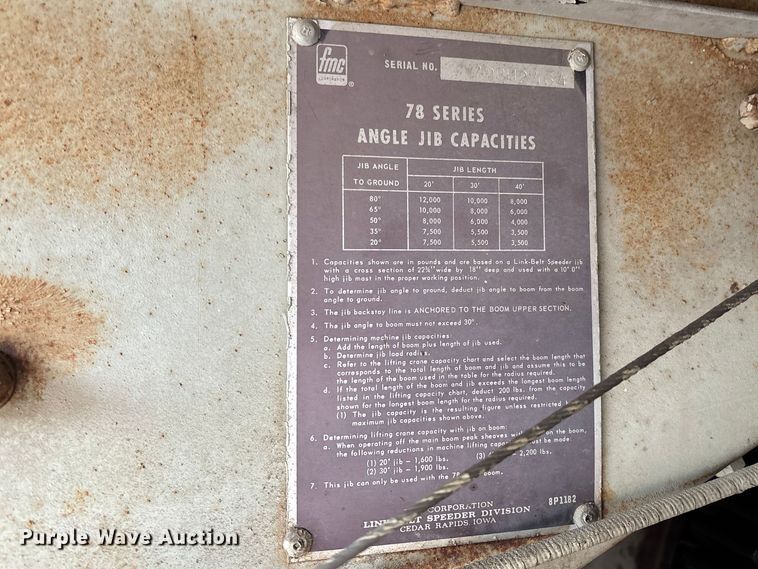 fmc
®
SERIAL NO.
78 SERIES
ANGLE JIB CAPACITIES
JIB ANGLE TO GROUND JIB LENGTH
20' 30' 40'
80° 12,000 10,000 8,000
65° 10,000 8,000 6,000
50° 8,000 6,000 4,000
35° 7,500 5,500 3,500
20° 7,500 5,500 3,500
1. Capacities shown are in pounds and are based on a Link-Belt Speeder jib
with a cross section of wide by 18" deep and used with a 10' 0"
high jib mast in the proper working position.
2. To determine jib angle to ground, deduct jib angle to boom from the boom
angle to ground.
3. The jib backstay line is ANCHORED TO THE BOOM UPPER SECTION.
4. The jib angle to boom must not exceed 30°.
5. Determining machine jib capacities:
a. Add the length of boom plus length of jib used.
b. Determine jib load radius.
c. Refer to the lifting crane capacity chart and select the boom length that
corresponds to the total length of boom and jib and assume this to be
the length of the boom used in the table for the radius required.
d. If the total length of the boom and jib exceeds the longest boom length
listed in the lifting capacity chart, deduct 200 lbs. from the capacity
shown for the longest boom length for the radius required.
(1) The jib capacity is the resulting figure unless restricted
maximum jib capacities shown above.
6. Determining lifting crane capacity with jib on boom:
a. When operating off the main boom peak sheaves on the boom,
the following reductions in machine lifting must be made:
(1) 20' jib – 1,600 lbs. (3) – 2,200 lbs.
(2) 30' jib – 1,900 lbs.
7. This jib can only be used with the boom.
CORPORATION 8P1182
SPEEDER DIVISION
CEDAR RAPIDS, IOWA
Purple Wave Auction